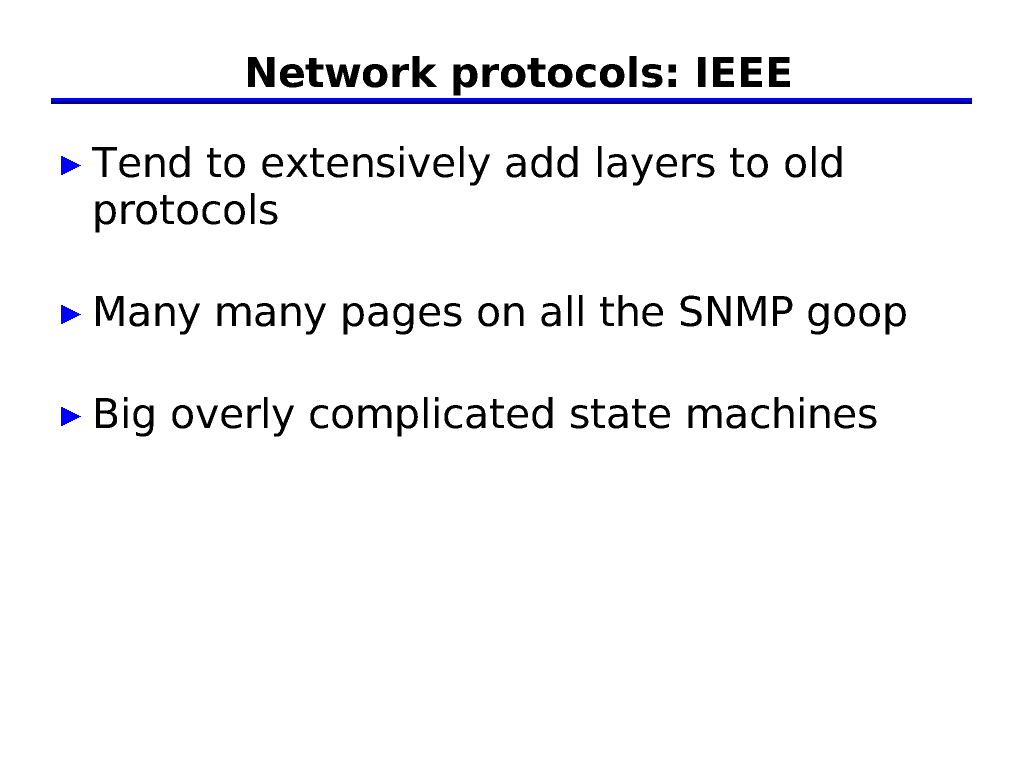 Network protocols: IEEE
Tend to extensively add layers to old
protocols
Many many pages on all the SNMP goop
Big overly complicated state machines